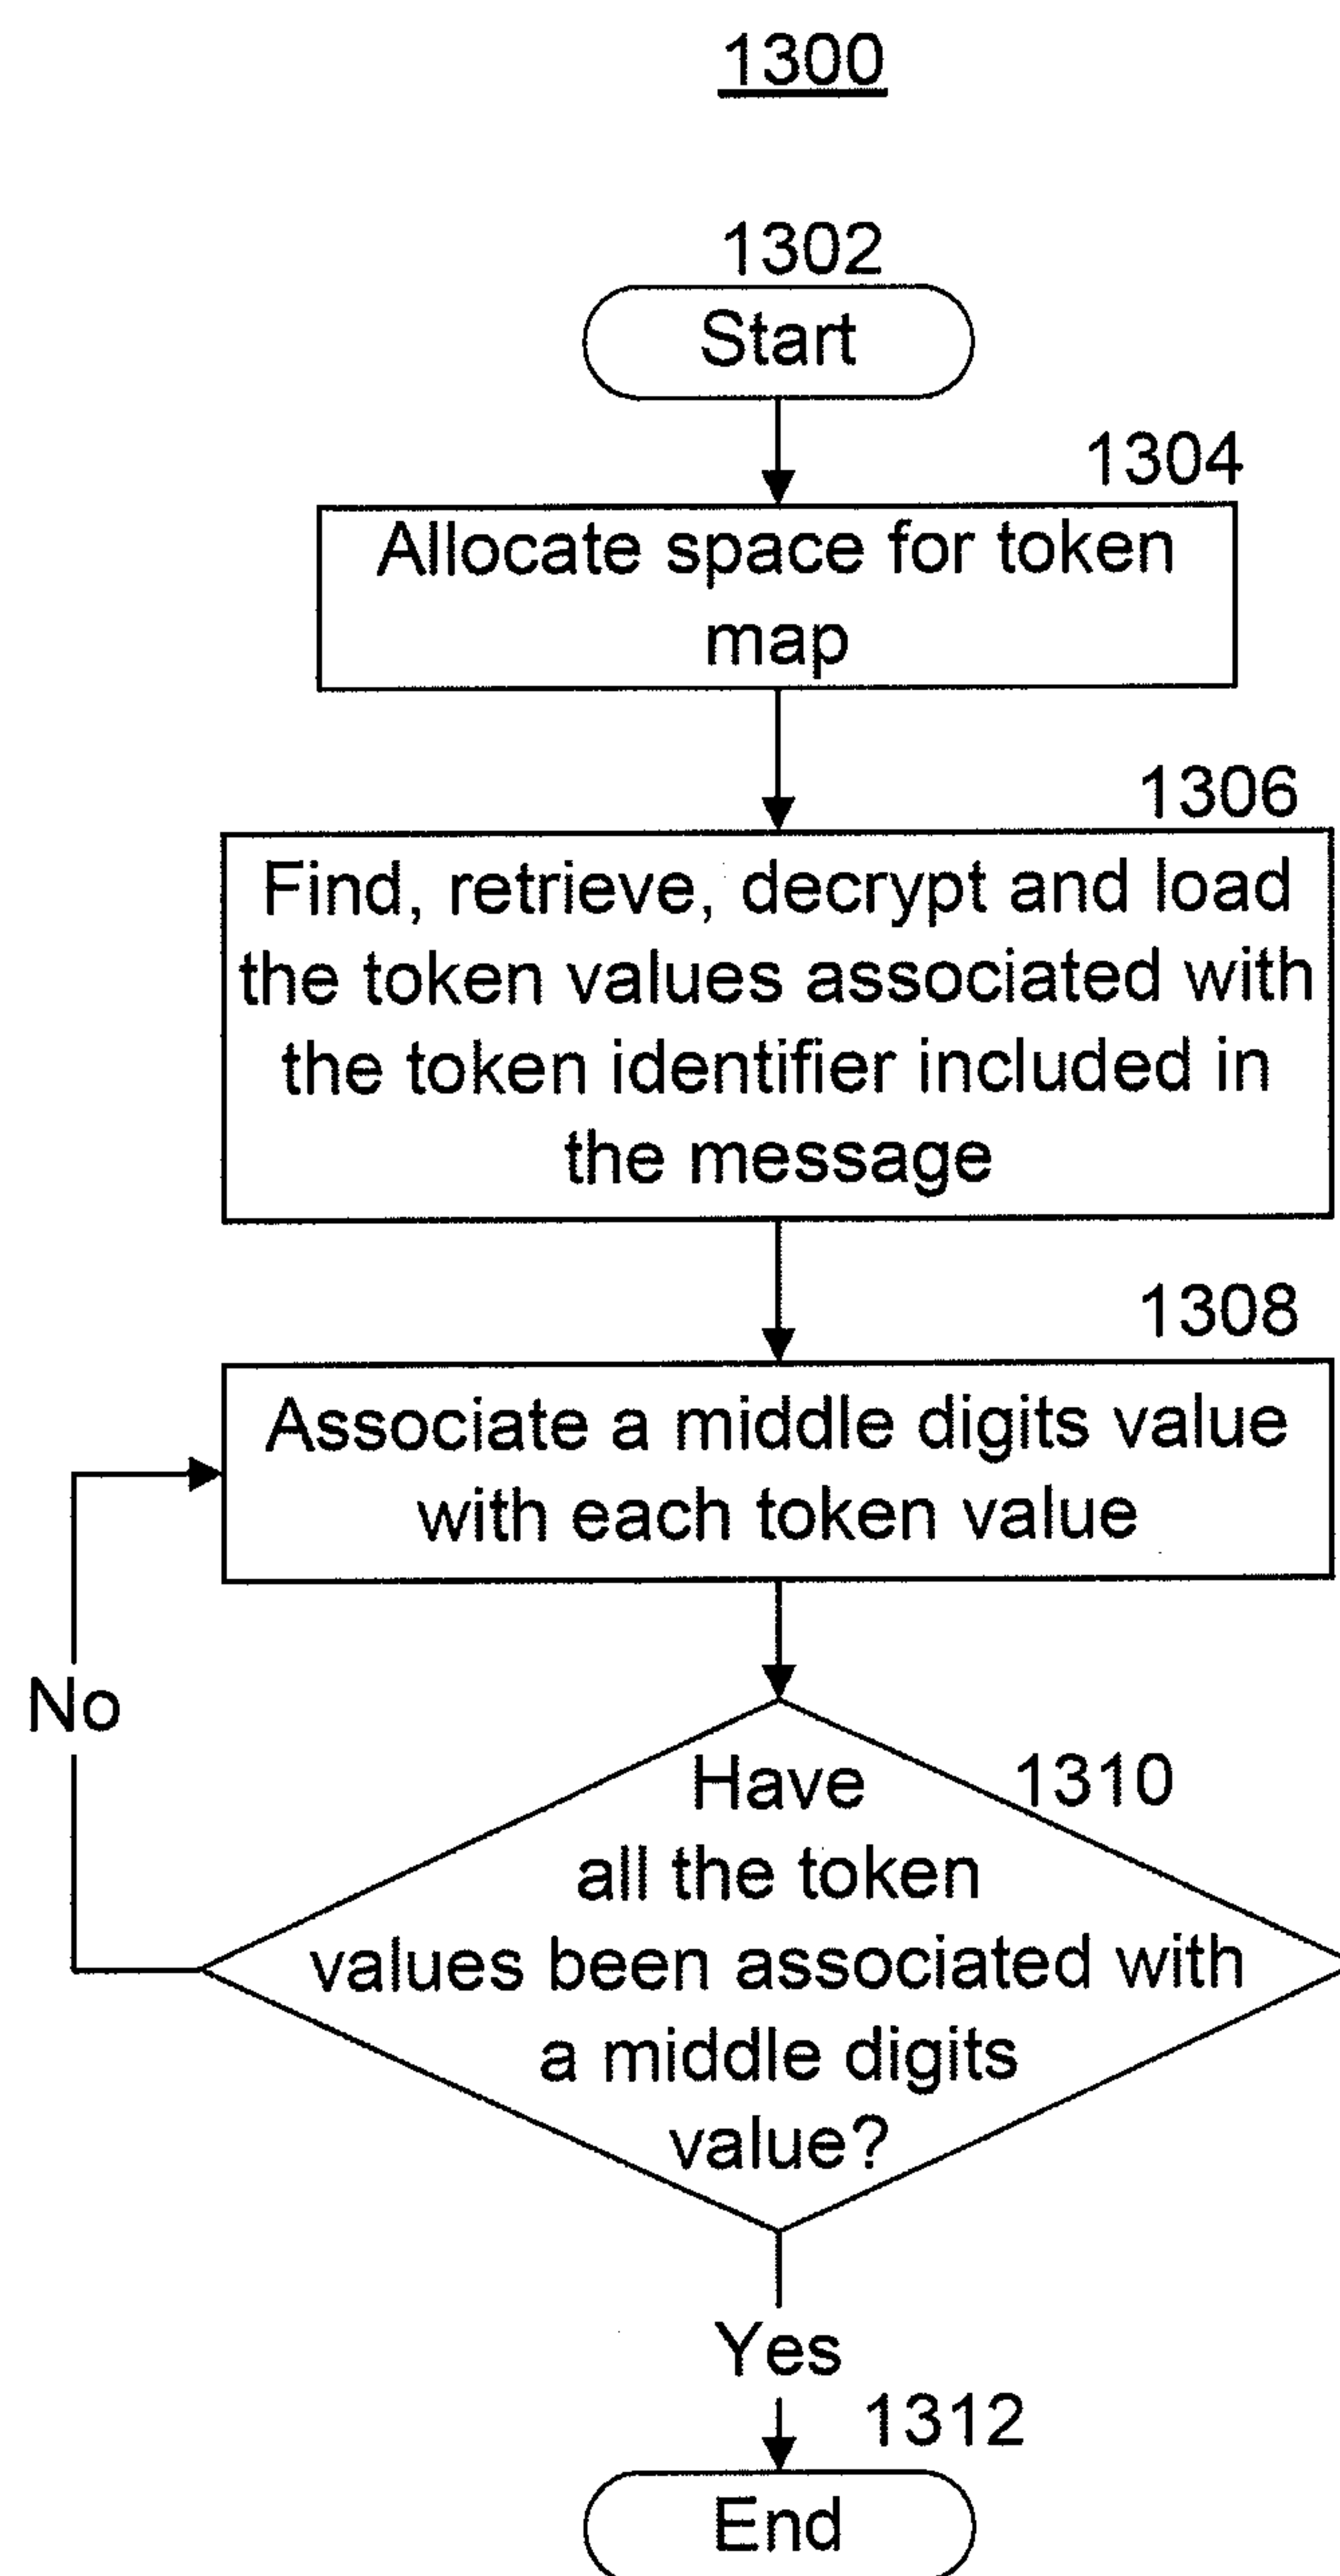 1300
1302
Start
1304
Allocate space for token
map
1306
Find, retrieve, decrypt and load
the token values associated with
the token identifier included in
the message
1308
Associate a middle digits value
with each token value
No
Have
1310
all the token
values been associated with
a middle digits
value?
Yes
1312
End